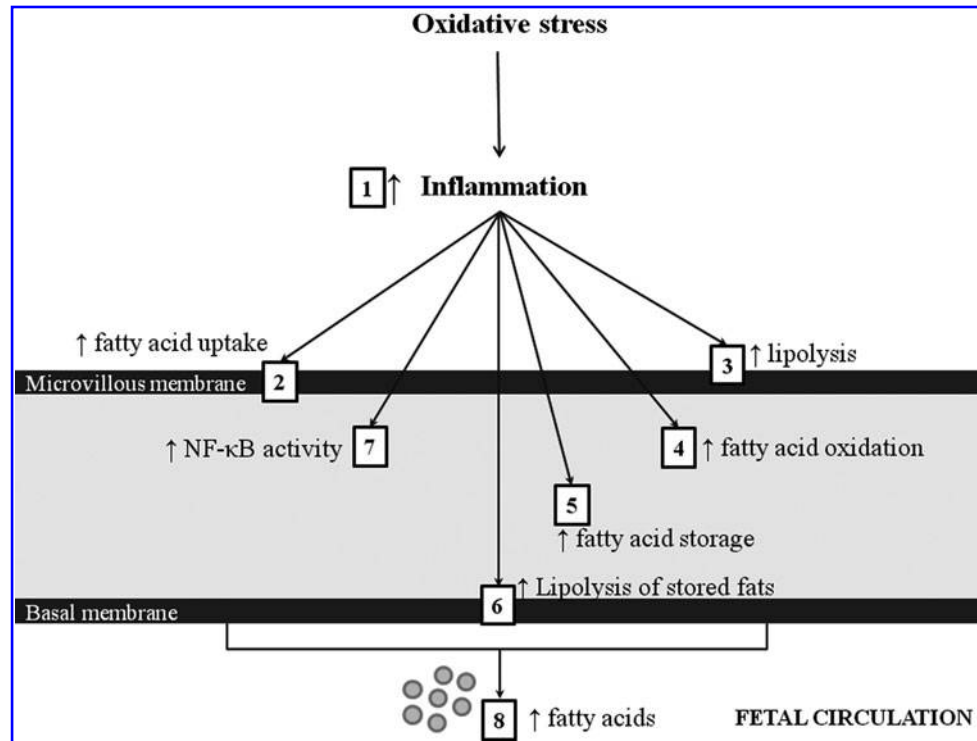 Oxidative stress
1 ↑ Inflammation
↑ fatty acid uptake
2
3 ↑ lipolysis
Microvillous membrane
↑ NF-κB activity 7
4 ↑ fatty acid oxidation
5
↑ fatty acid storage
6 ↑ Lipolysis of stored fats
Basal membrane
8 ↑ fatty acids
FETAL CIRCULATION